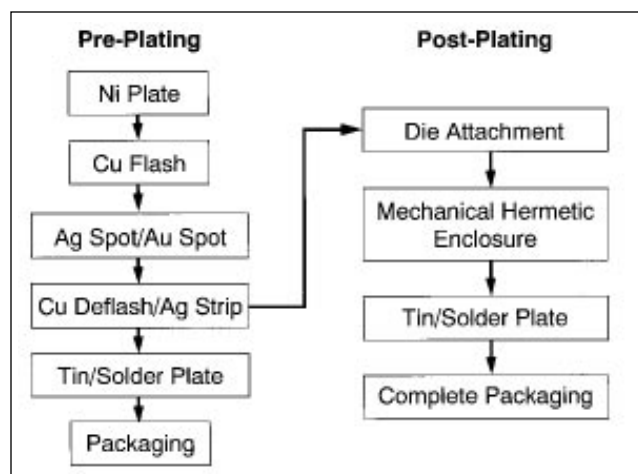 Pre-Plating
Ni Plate
Cu Flash
Ag Spot/Au Spot
Cu Deflash/Ag Strip
Tin/Solder Plate
Packaging
Post-Plating
Die Attachment
Mechanical Hermetic
Enclosure
Tin/Solder Plate
Complete Packaging